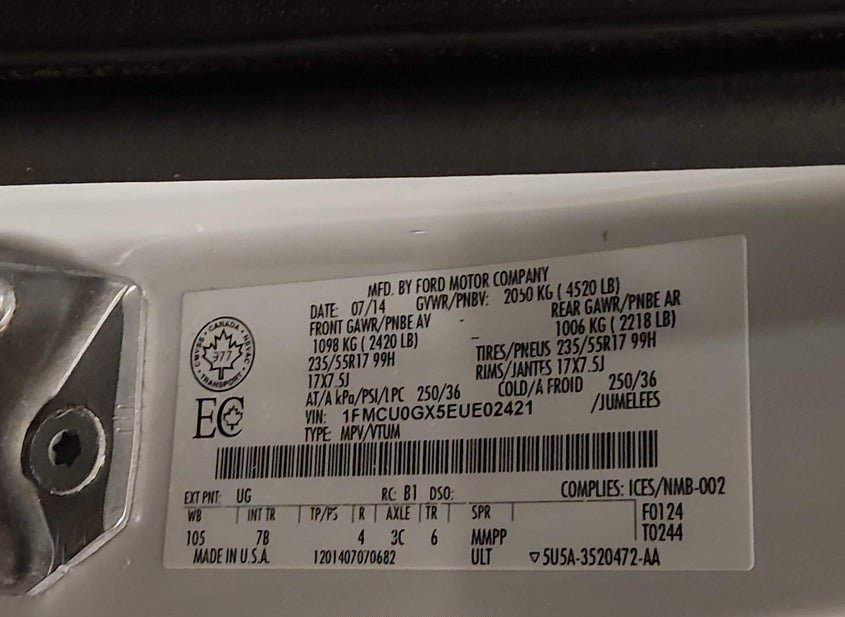 MFD. BY FORD MOTOR COMPANY
DATE: 07/14 GVWR/PNBV: 2050 KG ( 4520 LB)
FRONT GAWR/PNBE AV - REAR GAWR/PNBE AR
1098 KG ( 2420 LB) - 1006 KG ( 2218 LB)
235/55R17 99H TIRES/PNEUS 235/55R17 99H
17X7.5J RIMS/JANTES 17X7.5J
AT/A kPa/PSI/LPC 250/36 COLD/A FROID 250/36
VIN: 1FMCU0GX5EUE02421 /JUMELEES
TYPE: MPV/VTUM
CANADA
377
TRANSPORT
CMVSS
NSVAC
EC
EXT PNT: UG RC: B1 DSO: COMPLIES: ICES/NMB-002
WB | INT TR | TP/PS | R | AXLE | TR | SPR | F0124
105 7B 4 3C 6 MMPP T0244
MADE IN U.S.A. 1201407070682 ULT ▽5U5A-3520472-AA